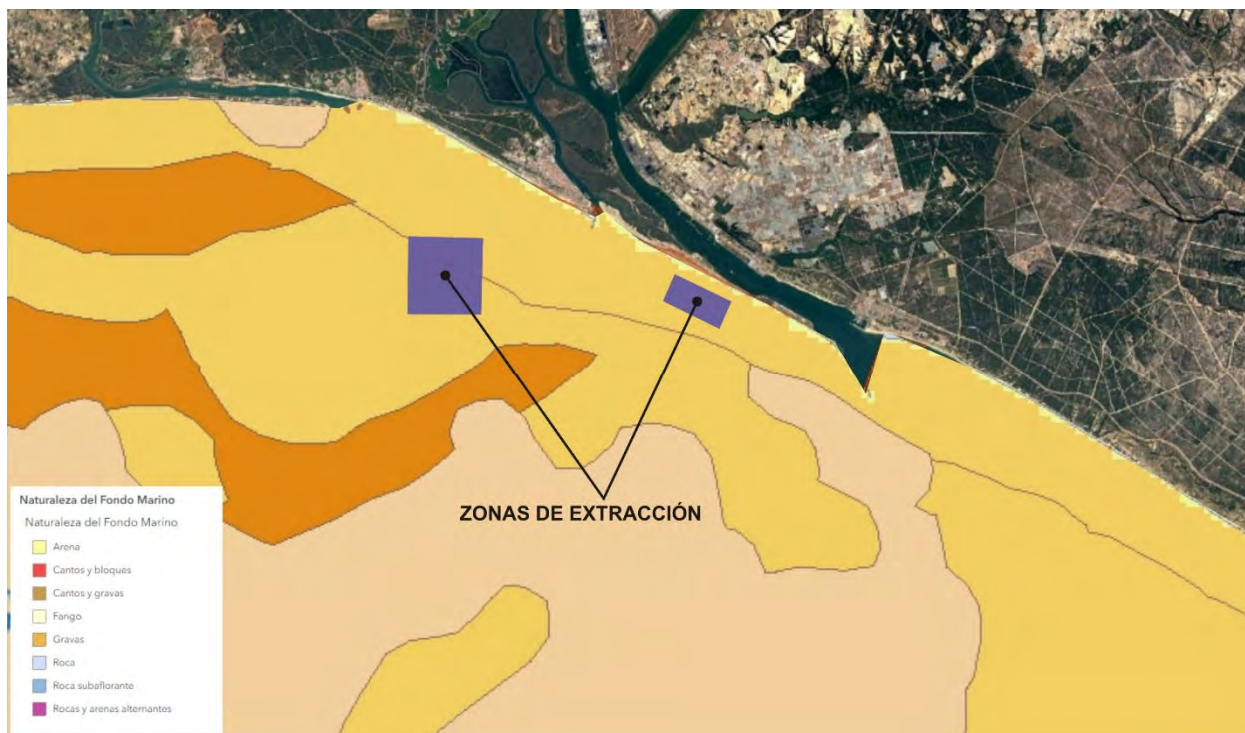 ZONAS DE EXTRACCIÓN
Naturaleza del Fondo Marino
Naturaleza del Fondo Marino
Arena
Cantos y bloques
Cantos y gravas
Fango
Gravas
Roca
Roca subaflorante
Rocas y arenas alternantes